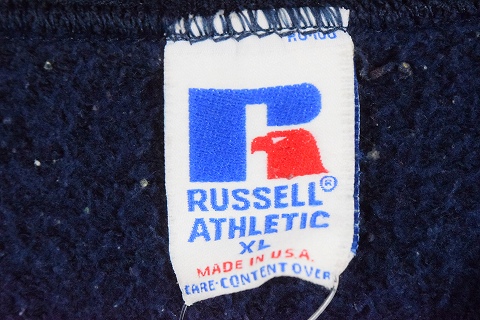 RUSSELL®
ATHLETIC
XL
MADE IN U.S.A.
CARE-CONTENT OVER